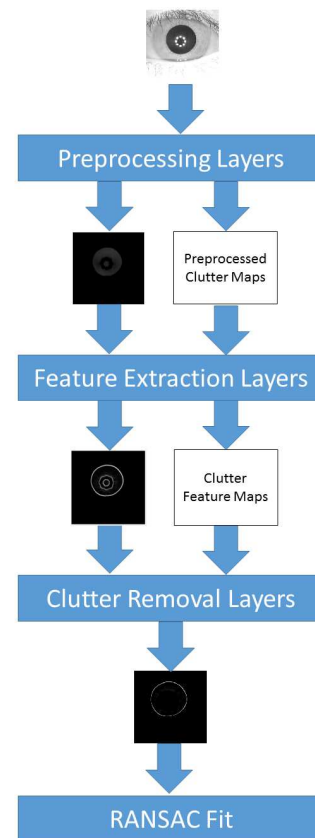 Preprocessing Layers
Preprocessed
Clutter Maps
Feature Extraction Layers
Clutter
Feature Maps
Clutter Removal Layers
RANSAC Fit